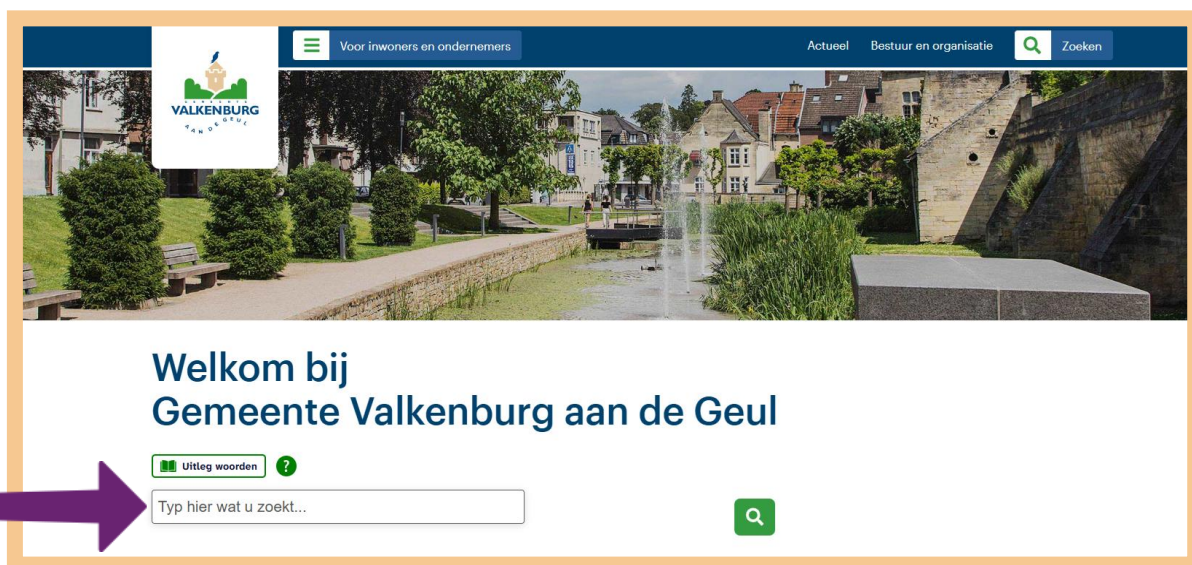 Voor inwoners en ondernemers
Actueel
Bestuur en organisatie
Zoeken
GEMEENTE
VALKENBURG
AAN DE GEUL
Welkom bij
Gemeente Valkenburg aan de Geul
Uitleg woorden
?
Typ hier wat u zoekt...